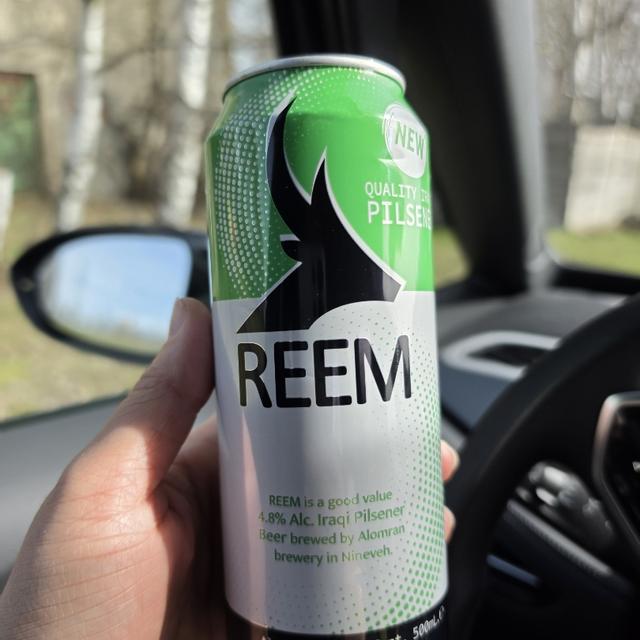 NEW
QUALITY
PILSENE
REEM
REEM is a good value
4.8% Alc. Iraqi Pilsener
Beer brewed by Alomran
brewery in Nineveh.
500mL